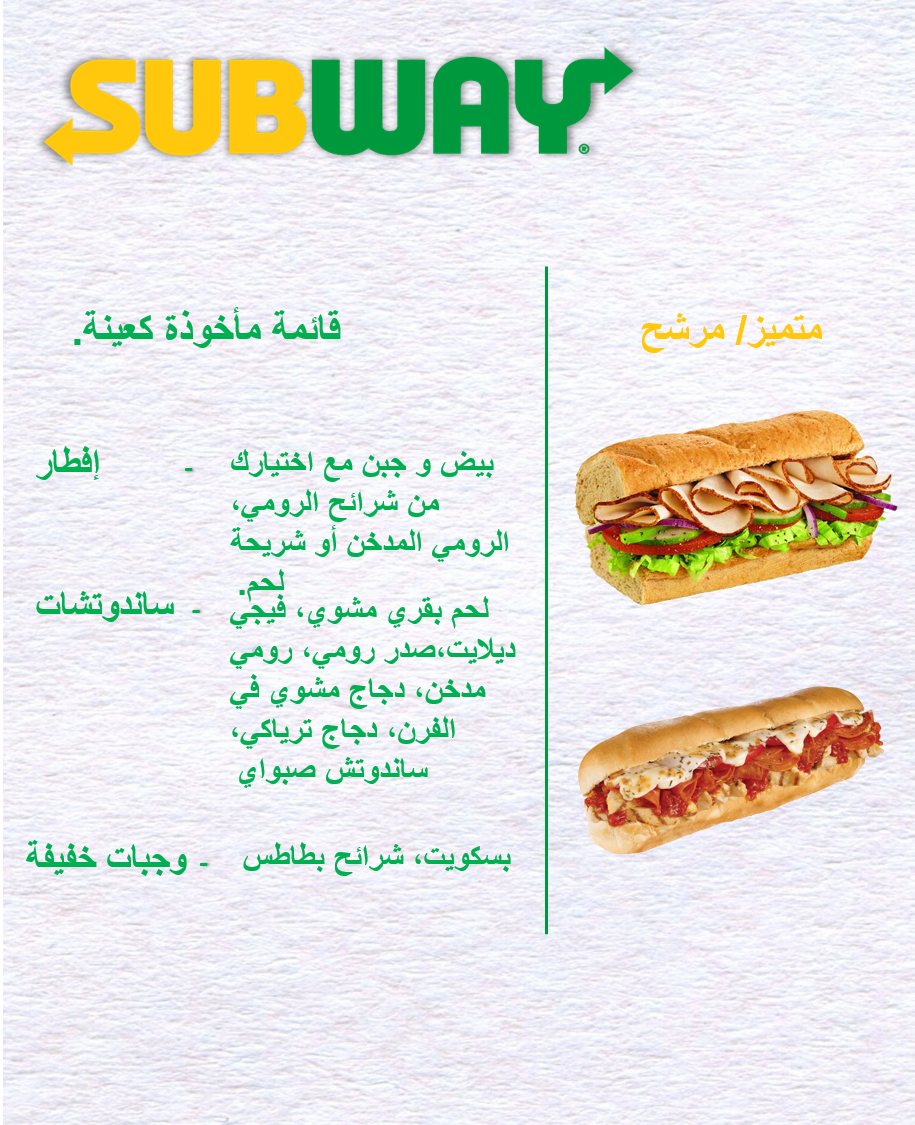 SUBWAY®
متميز/ مرشح
قائمة مأخوذة كعينة.
إفطار -
بيض و جبن مع اختيارك
من شرائح الرومي،
الرومي المدخن أو شريحة
لحم.
ساندوتشات -
لحم بقري مشوي، فيجي
ديلايت،صدر رومي، رومي
مدخن، دجاج مشوي في
الفرن، دجاج ترياكي،
ساندوتش صبواي
وجبات خفيفة -
بسكويت، شرائح بطاطس